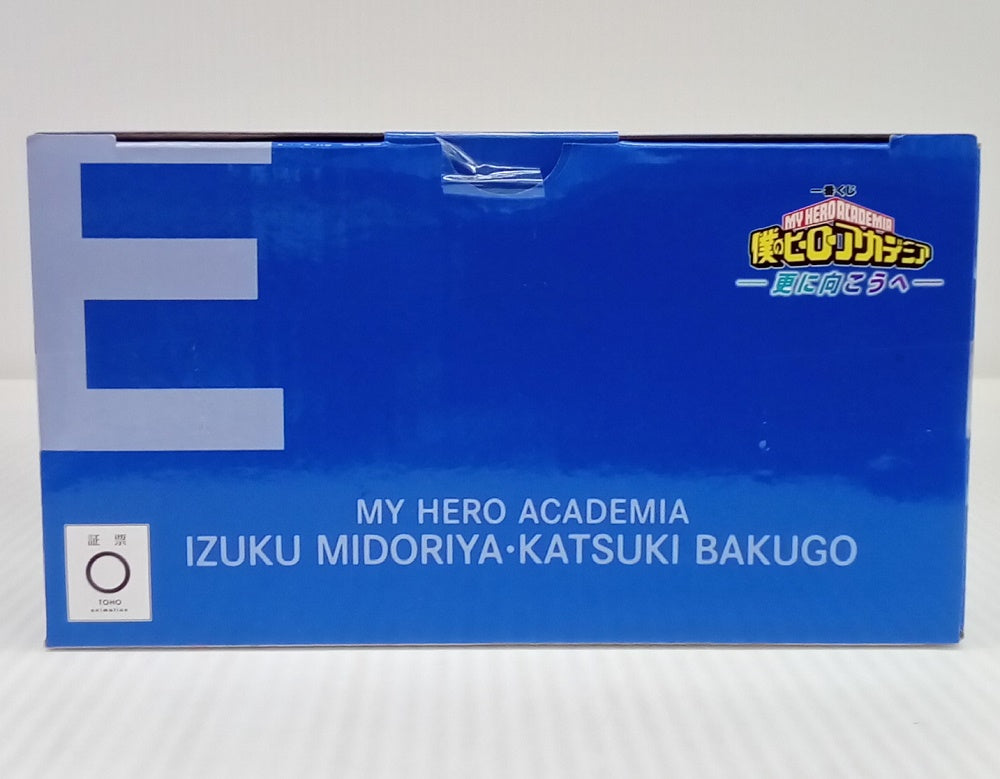 E
一番くじ
MY HERO ACADEMIA
僕のヒーローアカデミア
更に向こうへ
MY HERO ACADEMIA
IZUKU MIDORIYA・KATSUKI BAKUGO
証 票
TOHO
animation